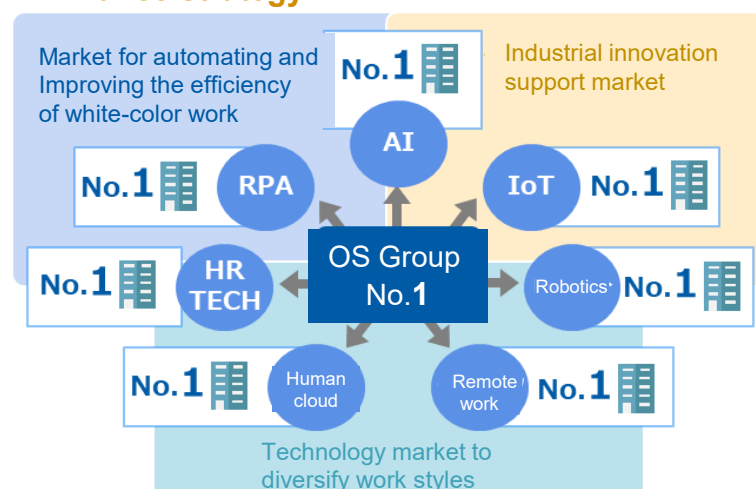 strategy
Market for automating and
Improving the efficiency
of white-color work
No.1
Industrial innovation
support market
AI
No.1
RPA
IoT
No.1
OS Group
No.1
No.1
HR
TECH
Robotics
No.1
No.1
Human
cloud
Remote
work
No.1
Technology market to
diversify work styles